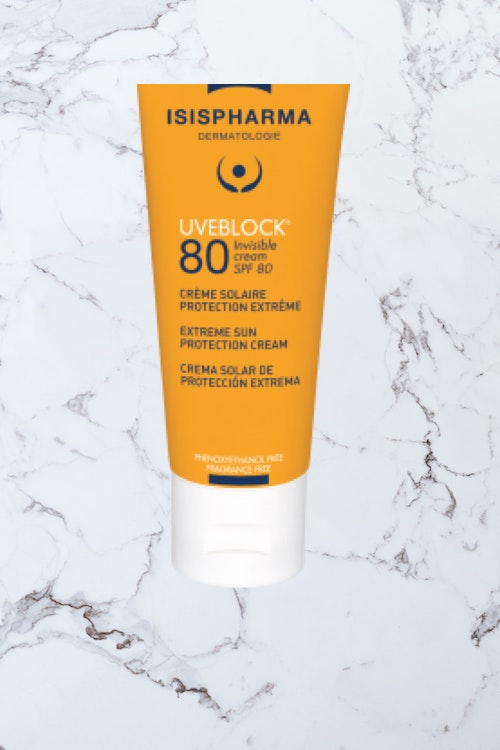 ISISPHARMA
DERMATOLOGIE
UVEBLOCK®
80 Invisible
cream
SPF 80
CRÈME SOLAIRE
PROTECTION EXTRÊME
EXTREME SUN
PROTECTION CREAM
CREMA SOLAR DE
PROTECCIÓN EXTREMA
PHENOXYETHANOL FREE
FRAGRANCE FREE